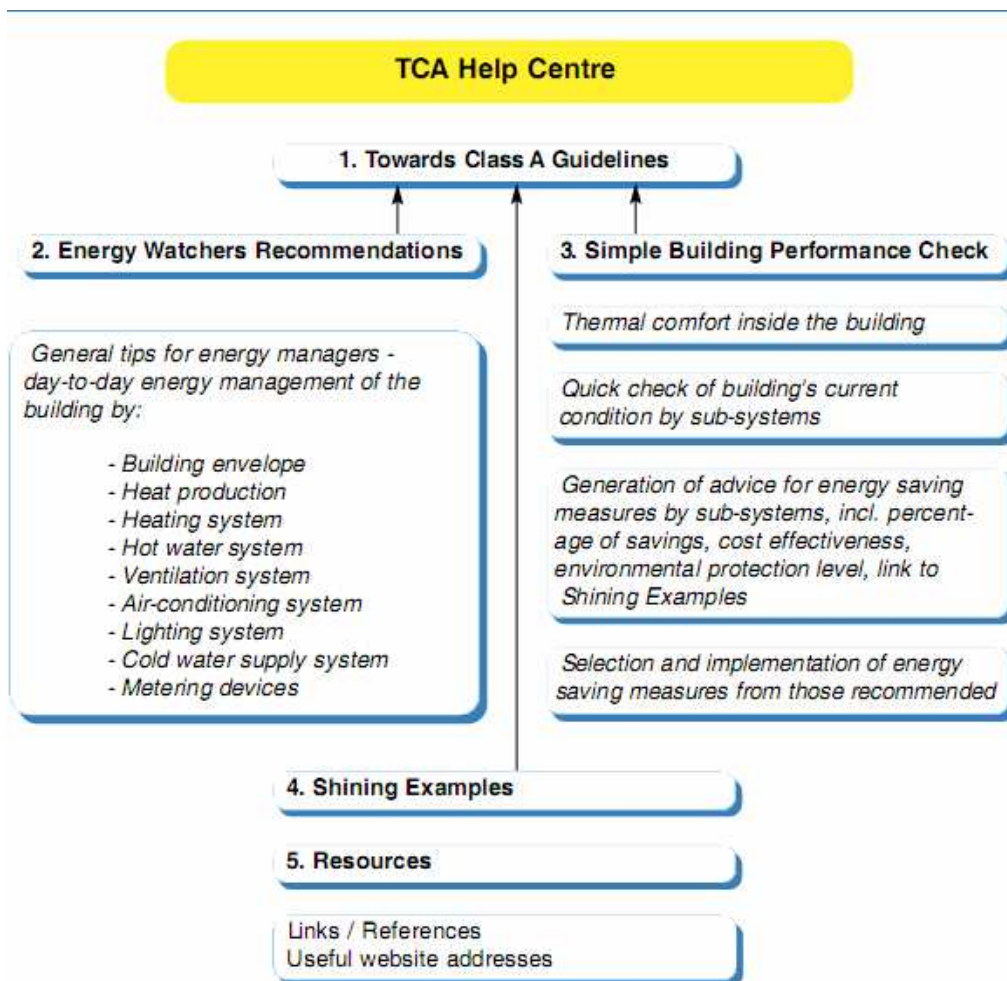 TCA Help Centre
1. Towards Class A Guidelines
2. Energy Watchers Recommendations
General tips for energy managers -
day-to-day energy management of the
building by:
- Building envelope
- Heat production
- Heating system
- Hot water system
- Ventilation system
- Air-conditioning system
- Lighting system
- Cold water supply system
- Metering devices
3. Simple Building Performance Check
Thermal comfort inside the building
Quick check of building's current
condition by sub-systems
Generation of advice for energy saving
measures by sub-systems, incl. percent-
age of savings, cost effectiveness,
environmental protection level, link to
Shining Examples
Selection and implementation of energy
saving measures from those recommended
4. Shining Examples
5. Resources
Links / References
Useful website addresses